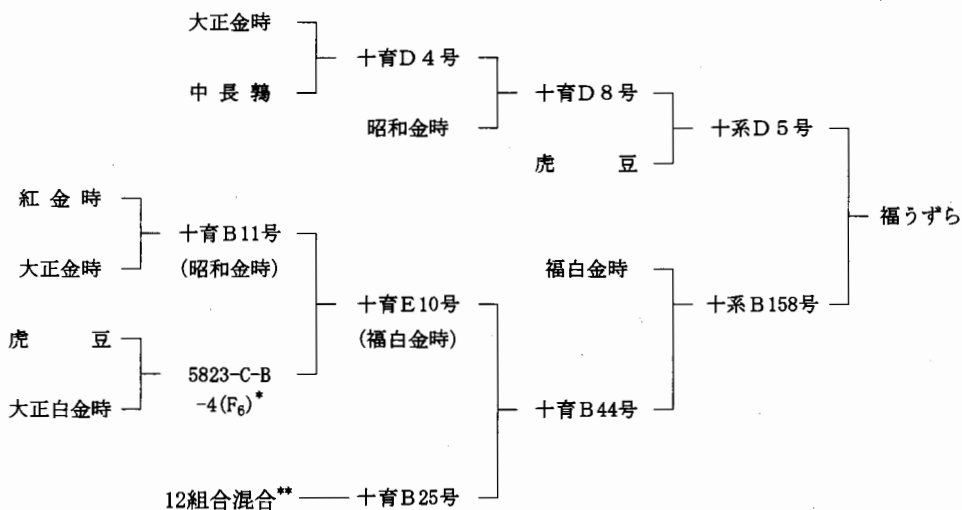 大正金時
十育D4号
中長鶉
十育D8号
昭和金時
十系D5号
虎豆
紅金時
福うずら
十育B11号
(昭和金時)
大正金時
福白金時
十育E10号
(福白金時)
十系B158号
虎豆
5823-C-B
-4(F₆)*
大正白金時
十育B44号
12組合混合**
十育B25号